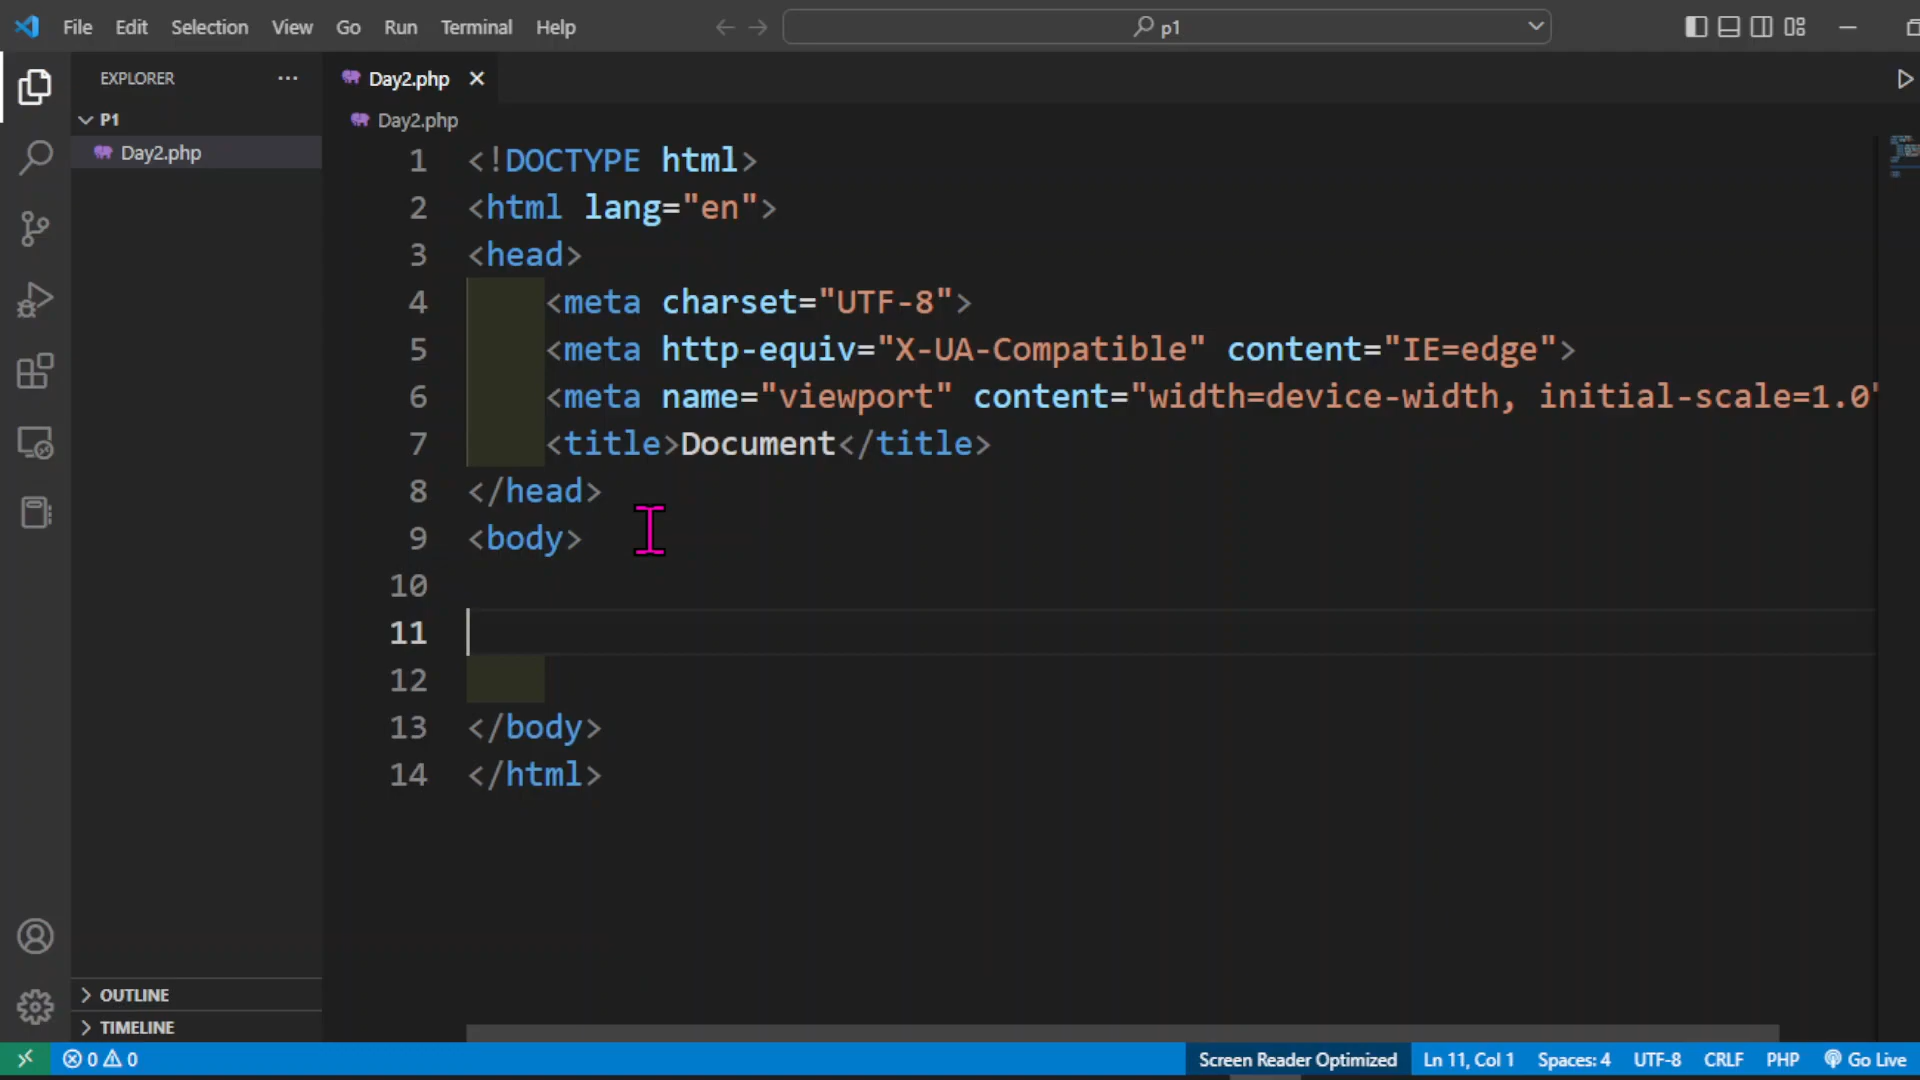 File Edit Selection View Go Run Terminal Help
p1
EXPLORER
Day2.php
P1
Day2.php
Day2.php
1 <!DOCTYPE html>
2 <html lang="en">
3 <head>
4 <meta charset="UTF-8">
5 <meta http-equiv="X-UA-Compatible" content="IE=edge">
6 <meta name="viewport" content="width=device-width, initial-scale=1.0"
7 <title>Document</title>
8 </head>
9 <body>
10
11
12
13 </body>
14 </html>
OUTLINE
TIMELINE
0 0 Screen Reader Optimized Ln 11, Col 1 Spaces: 4 UTF-8 CRLF PHP Go Live